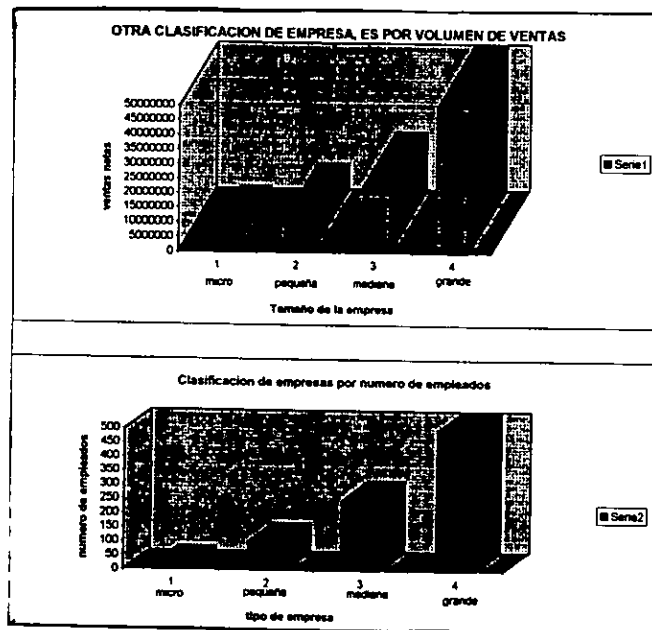 OTRA CLASIFICACION DE EMPRESA, ES POR VOLUMEN DE VENTAS
ventas netas
50000000
45000000
40000000
35000000
30000000
25000000
20000000
15000000
10000000
5000000
0
1 2 3 4
micro pequeña mediana grande
Tamaño de la empresa
Serie1
Clasificacion de empresas por numero de empleados
numero de empleados
500
450
400
350
300
250
200
150
100
50
0
1 2 3 4
micro pequeña mediana grande
tipo de empresa
Serie2